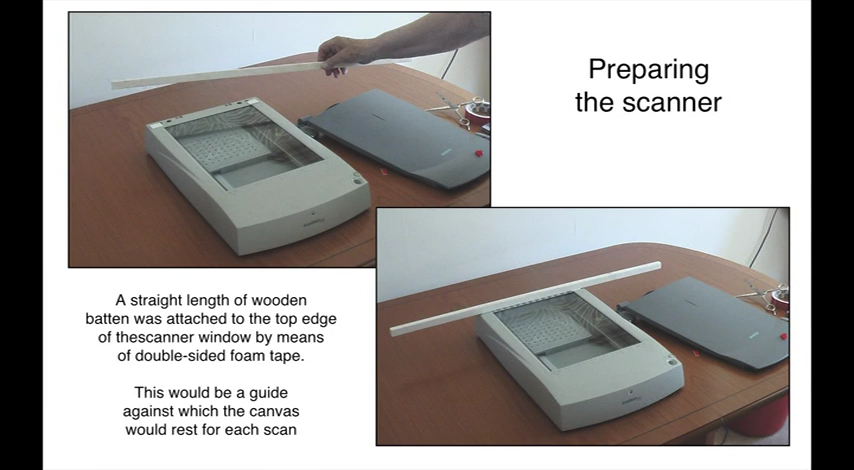 Preparing
the scanner
A straight length of wooden
batten was attached to the top edge
of thescanner window by means
of double-sided foam tape.
This would be a guide
against which the canvas
would rest for each scan